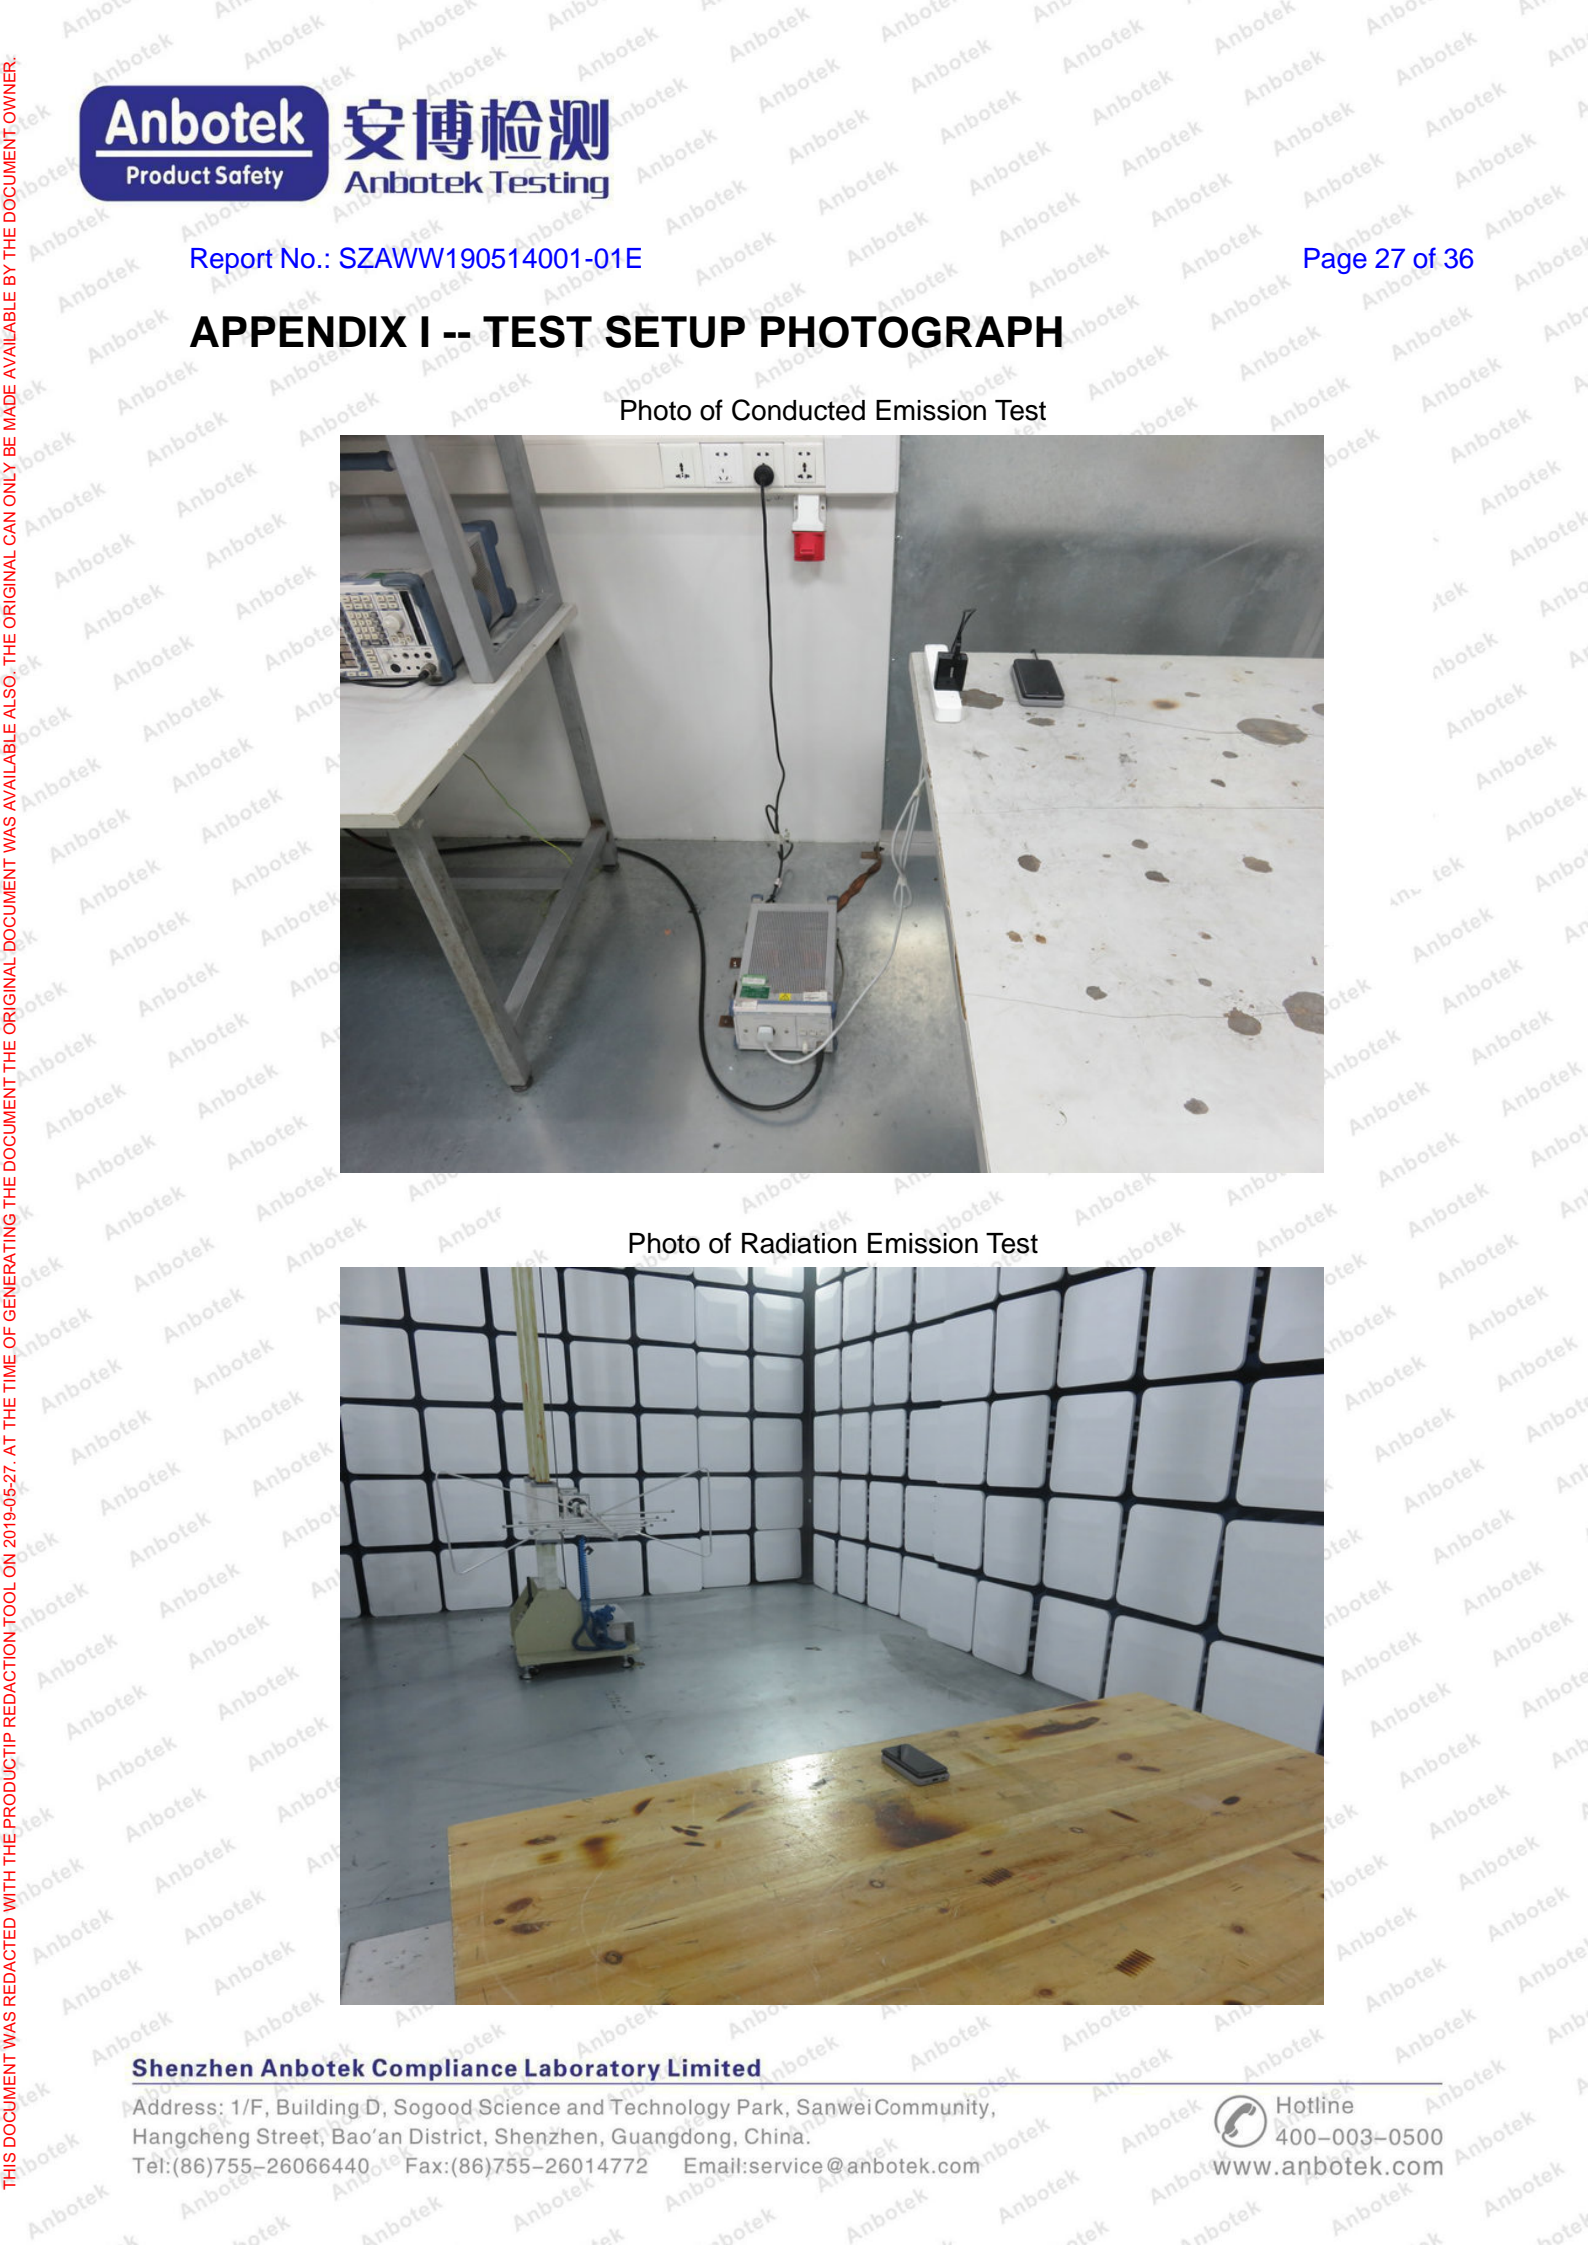 Anbotek
Product Safety
安博检测
Anbotek Testing
Report No.: SZAWW190514001-01E
Page 27 of 36
APPENDIX I -- TEST SETUP PHOTOGRAPH
Photo of Conducted Emission Test
Photo of Radiation Emission Test
Shenzhen Anbotek Compliance Laboratory Limited
Address: 1/F, Building D, Sogood Science and Technology Park, Sanwei Community,
Hangcheng Street, Bao'an District, Shenzhen, Guangdong, China.
Tel:(86)755-26066440 Fax:(86)755-26014772 Email:service@anbotek.com
Hotline
400-003-0500
www.anbotek.com
THIS DOCUMENT WAS REDACTED WITH THE PRODUCTIP REDACTION TOOL ON 2019-05-27. AT THE TIME OF GENERATING THE DOCUMENT THE ORIGINAL DOCUMENT WAS AVAILABLE ALSO. THE ORIGINAL CAN ONLY BE MADE AVAILABLE BY THE DOCUMENT OWNER.